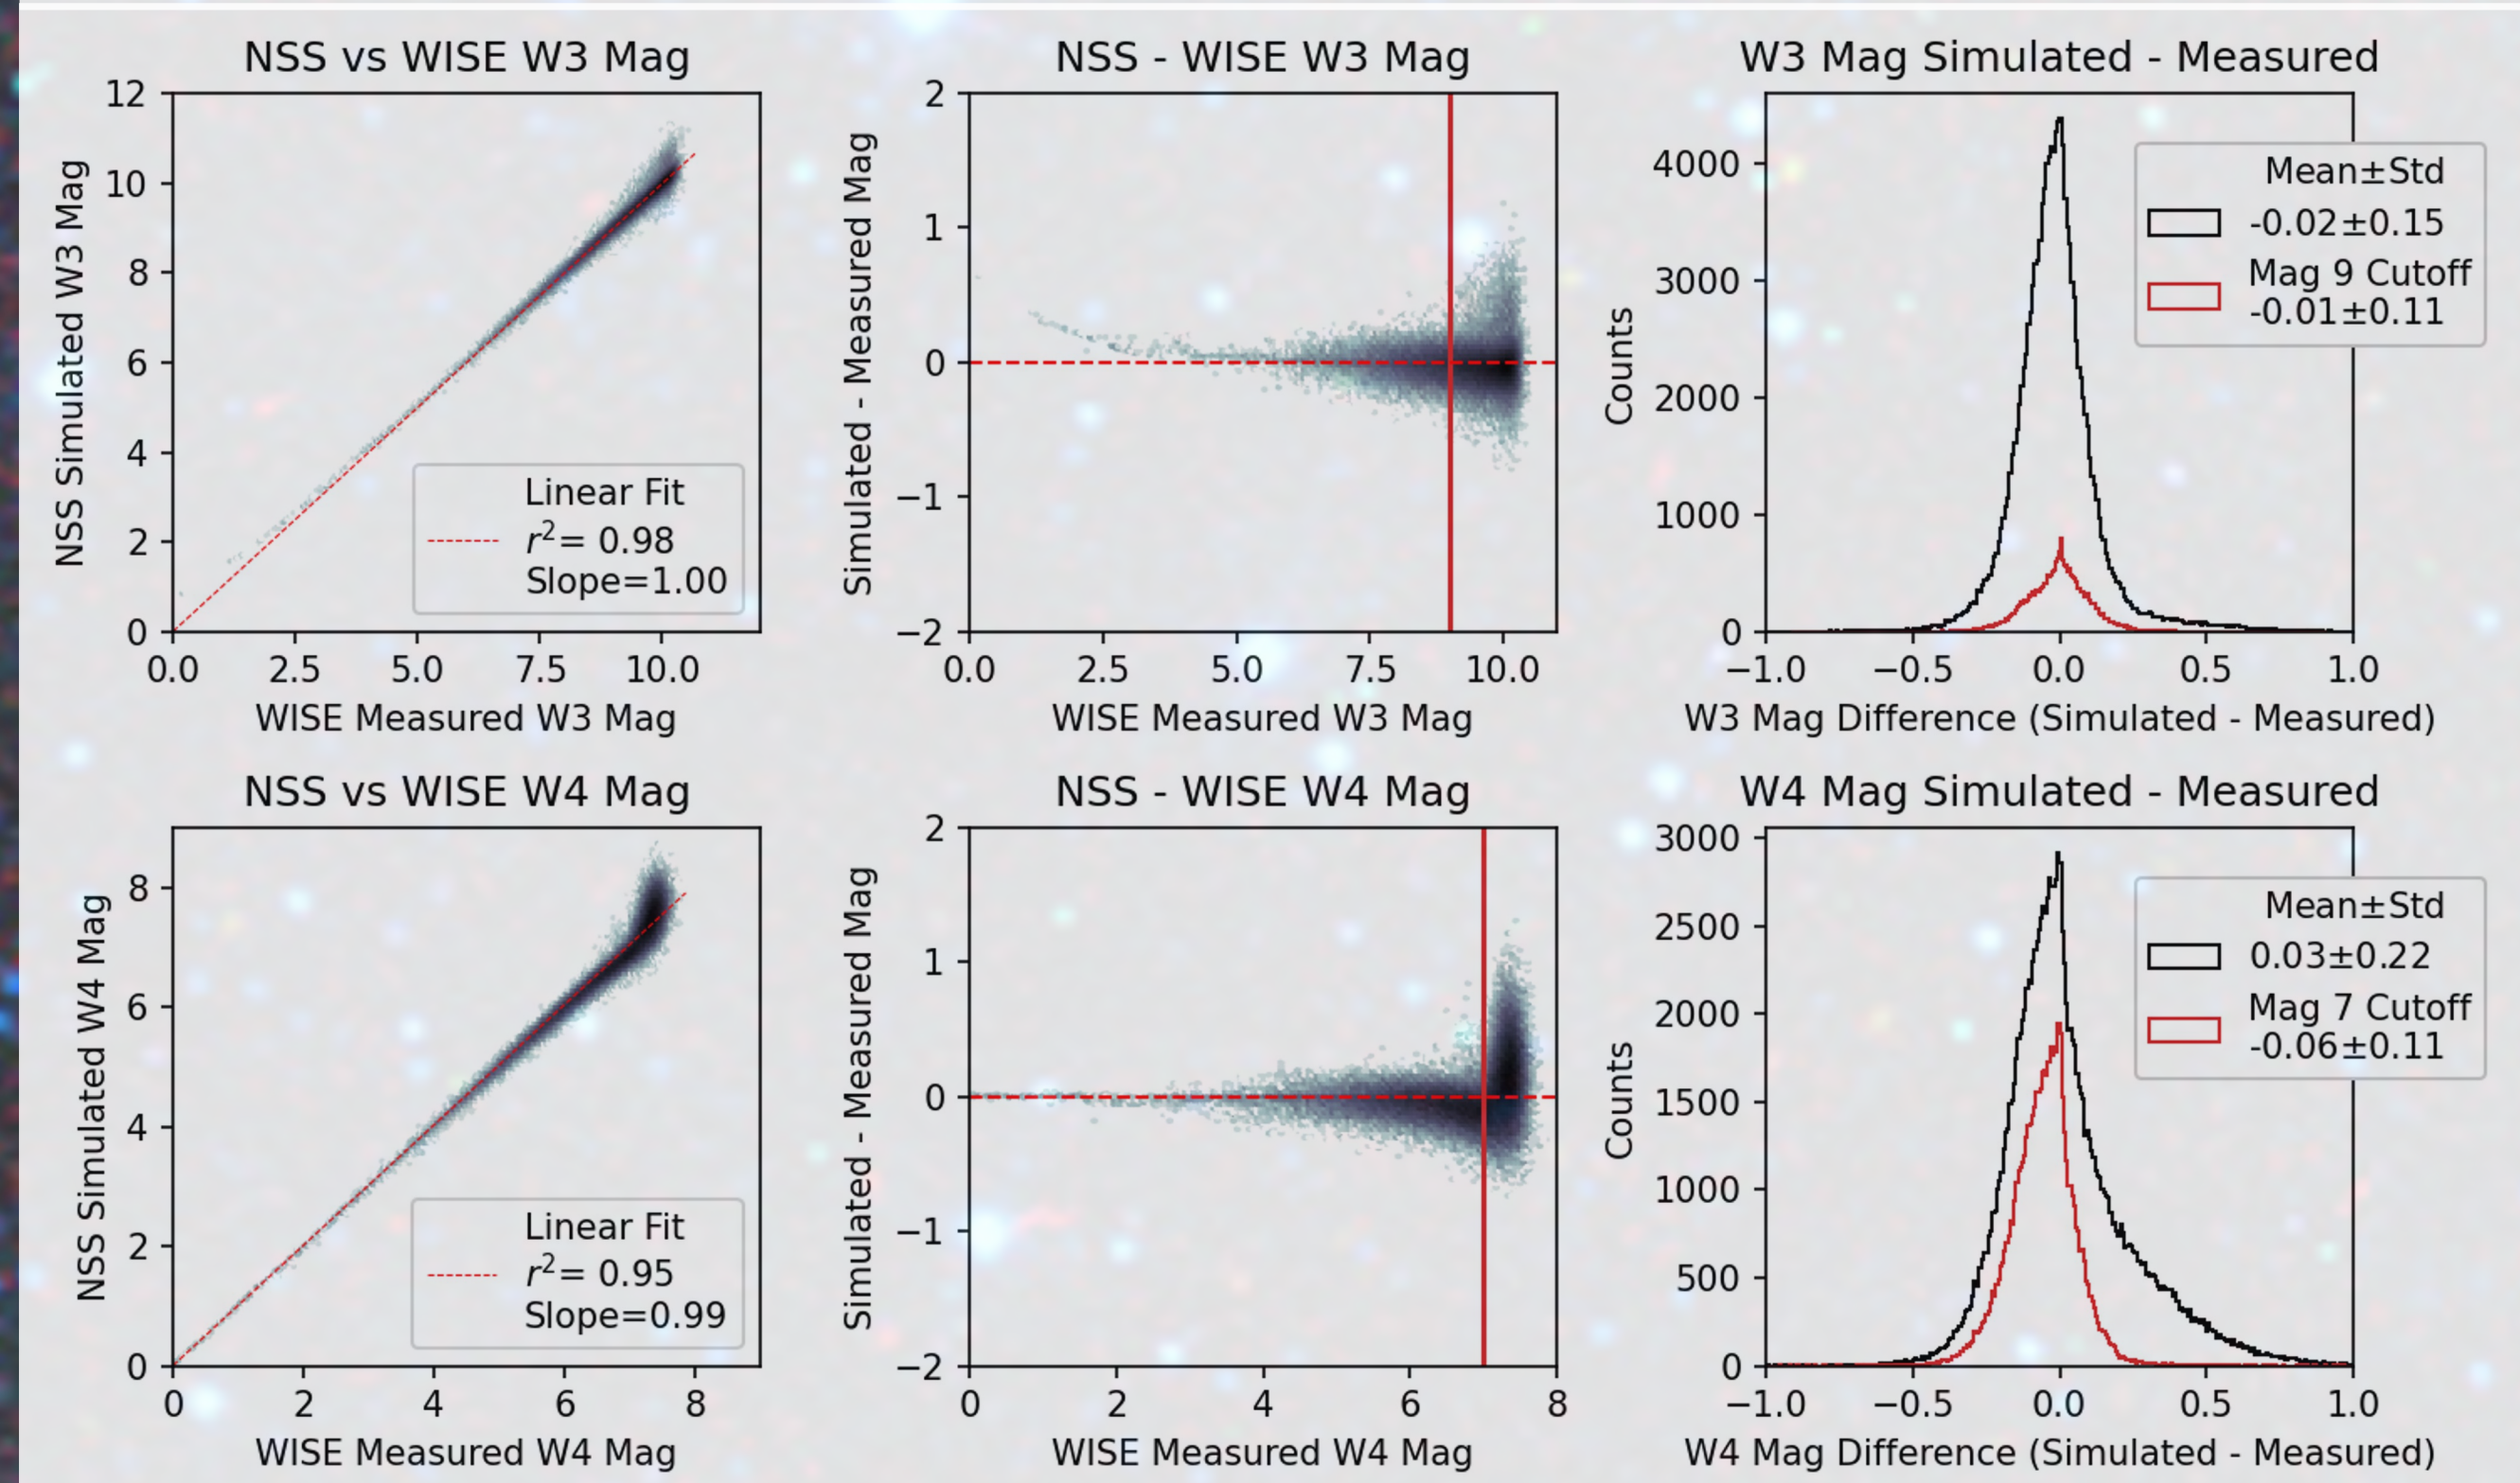 NSS vs WISE W3 Mag
NSS Simulated W3 Mag
12
10
8
6
4
2
0
0.0 2.5 5.0 7.5 10.0
WISE Measured W3 Mag
Linear Fit
r²= 0.98
Slope=1.00
NSS - WISE W3 Mag
Simulated - Measured Mag
2
1
0
−1
−2
0.0 2.5 5.0 7.5 10.0
WISE Measured W3 Mag
W3 Mag Simulated - Measured
Counts
4000
3000
2000
1000
0
−1.0 −0.5 0.0 0.5 1.0
W3 Mag Difference (Simulated - Measured)
Mean±Std
-0.02±0.15
Mag 9 Cutoff
-0.01±0.11
NSS vs WISE W4 Mag
NSS Simulated W4 Mag
8
6
4
2
0
0 2 4 6 8
WISE Measured W4 Mag
Linear Fit
r²= 0.95
Slope=0.99
NSS - WISE W4 Mag
Simulated - Measured Mag
2
1
0
−1
−2
0 2 4 6 8
WISE Measured W4 Mag
W4 Mag Simulated - Measured
Counts
3000
2500
2000
1500
1000
500
0
−1.0 −0.5 0.0 0.5 1.0
W4 Mag Difference (Simulated - Measured)
Mean±Std
0.03±0.22
Mag 7 Cutoff
-0.06±0.11